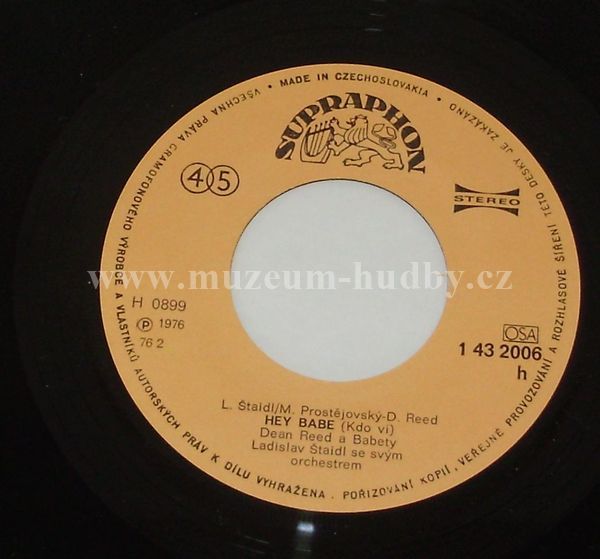 VŠECHNA PRÁVA GRAMOFONOVÉHO VÝROBCE A VLASTNÍKŮ AUTORSKÝCH PRÁV K DÍLU VYHRAŽENA. POŘIZOVÁNÍ KOPIÍ, VEŘEJNÉ PROVOZOVÁNÍ A ROZHLASOVÉ ŠÍŘENÍ TÉTO DESKY JE ZAKÁZÁNO • MADE IN CZECHOSLOVAKIA •
SUPRAPHON
45
STEREO
www.muzeum-hudby.cz
H 0899
Ⓟ 1976
76 2
OSA
1 43 2006
h
L. Štaidl/M. Prostějovský-D. Reed
HEY BABE (Kdo ví)
Dean Reed a Babety
Ladislav Štaidl se svým
orchestrem